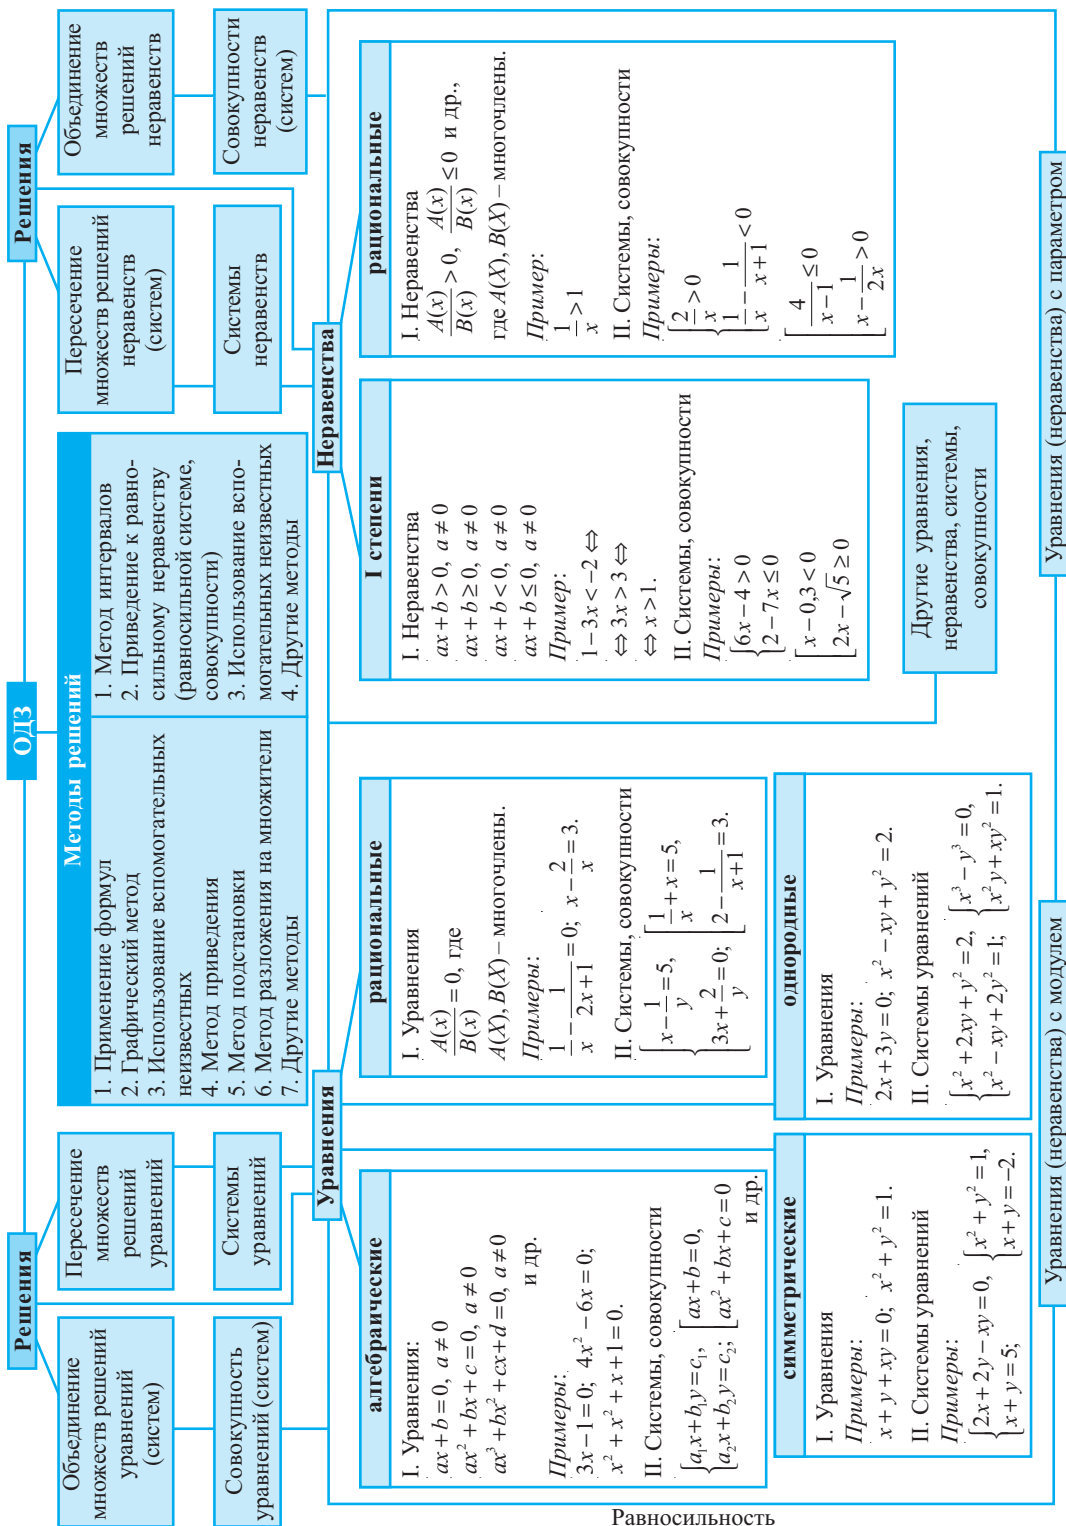 ОДЗ
Решения
Объединение
множеств решений
уравнений
(систем)
Пересечение
множеств
решений
уравнений
Совокупность
уравнений (систем)
Системы
уравнений
Методы решений
1. Применение формул
2. Графический метод
3. Использование вспомогательных
неизвестных
4. Метод приведения
5. Метод подстановки
6. Метод разложения на множители
7. Другие методы
1. Метод интервалов
2. Приведение к равно-
сильному неравенству
(равносильной системе,
совокупности)
3. Использование вспо-
могательных неизвестных
4. Другие методы
Решения
Пересечение
множеств решений
неравенств
(систем)
Объединение
множеств
решений
неравенств
Системы
неравенств
Совокупности
неравенств
(систем)
Уравнения
алгебраические
I. Уравнения:
ax + b = 0, a ≠ 0
ax² + bx + c = 0, a ≠ 0
ax³ + bx² + cx + d = 0, a ≠ 0
и др.
Примеры:
3x − 1 = 0; 4x² − 6x = 0;
x² + x² + x + 1 = 0.
II. Системы, совокупности
{a₁x + b₁y = c₁, [ax + b = 0,
{a₂x + b₂y = c₂; [ax² + bx + c = 0
и др.
рациональные
I. Уравнения
A(x)/B(x) = 0, где
A(X), B(X) – многочлены.
Примеры:
1/x − 1/(2x + 1) = 0; x − 2/x = 3.
II. Системы, совокупности
{x − 1/y = 5, [1/x + x = 5,
{3x + 2/y = 0; [2 − 1/(x + 1) = 3.
симметрические
I. Уравнения
Примеры:
x + y + xy = 0; x² + y² = 1.
II. Системы уравнений
Примеры:
{2x + 2y − xy = 0, {x² + y² = 1,
{x + y = 5; {x + y = −2.
однородные
I. Уравнения
Примеры:
2x + 3y = 0; x² − xy + y² = 2.
II. Системы уравнений
{x² + 2xy + y² = 2, {x³ − y³ = 0,
{x² − xy + 2y² = 1; {x²y + xy² = 1.
Неравенства
I степени
I. Неравенства
ax + b > 0, a ≠ 0
ax + b ≥ 0, a ≠ 0
ax + b < 0, a ≠ 0
ax + b ≤ 0, a ≠ 0
Пример:
1 − 3x < −2 ⇔
⇔ 3x > 3 ⇔
⇔ x > 1.
II. Системы, совокупности
Примеры:
{6x − 4 > 0
{2 − 7x ≤ 0
[x − 0,3 < 0
[2x − √5 ≥ 0
рациональные
I. Неравенства
A(x)/B(x) > 0, A(x)/B(x) ≤ 0 и др.,
где A(X), B(X) – многочлены.
Пример:
1/x > 1
II. Системы, совокупности
Примеры:
{2/x > 0
{1/x − 1/(x + 1) < 0
[4/(x − 1) ≤ 0
[x − 1/(2x) > 0
Другие уравнения,
неравенства, системы,
совокупности
Уравнения (неравенства) с модулем
Уравнения (неравенства) с параметром
Равносильность